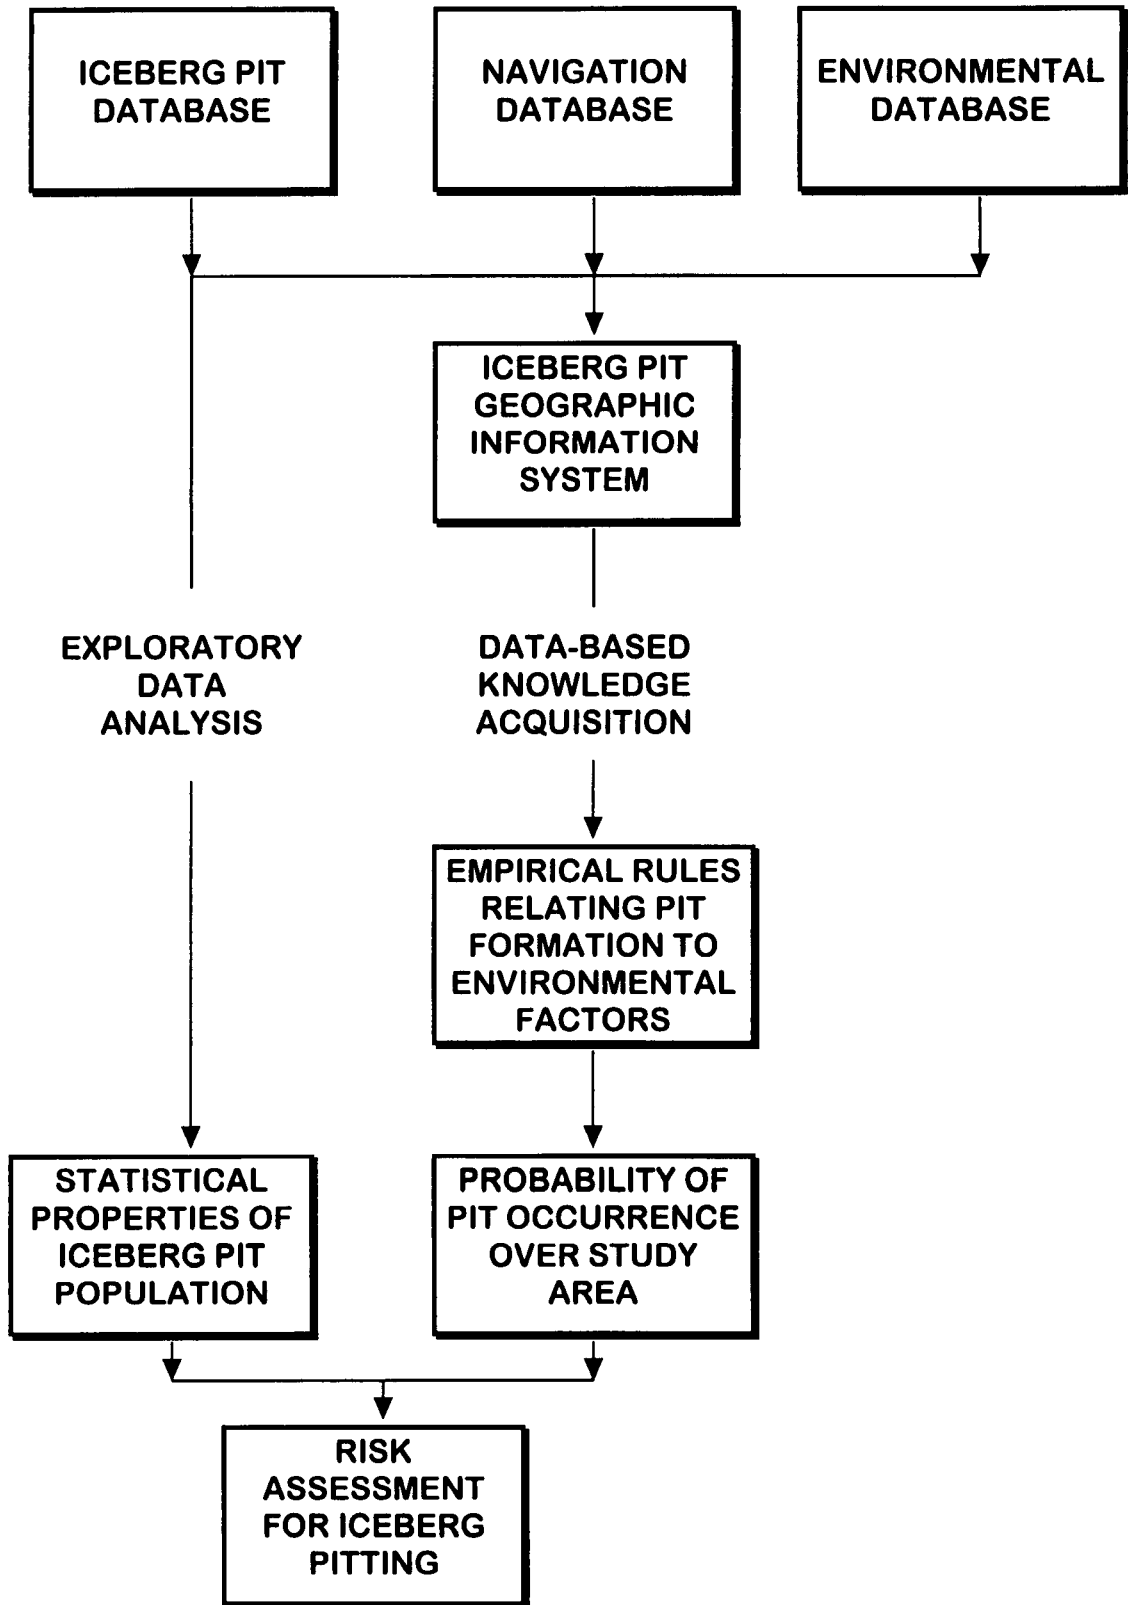 ICEBERG PIT
DATABASE
NAVIGATION
DATABASE
ENVIRONMENTAL
DATABASE
ICEBERG PIT
GEOGRAPHIC
INFORMATION
SYSTEM
EXPLORATORY
DATA
ANALYSIS
DATA-BASED
KNOWLEDGE
ACQUISITION
EMPIRICAL RULES
RELATING PIT
FORMATION TO
ENVIRONMENTAL
FACTORS
STATISTICAL
PROPERTIES OF
ICEBERG PIT
POPULATION
PROBABILITY OF
PIT OCCURRENCE
OVER STUDY
AREA
RISK
ASSESSMENT
FOR ICEBERG
PITTING